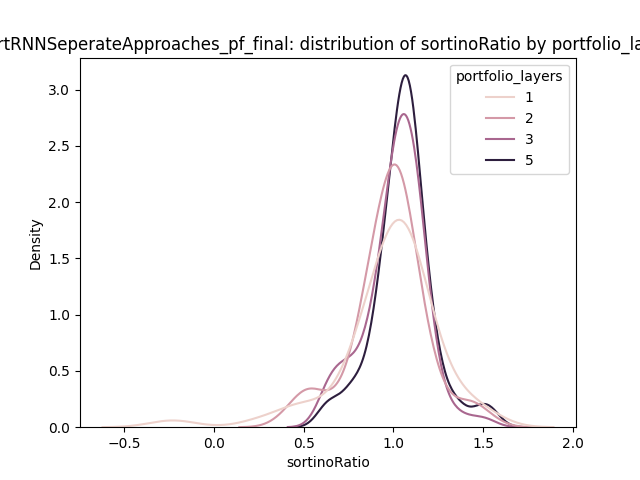 rtRNNSeperateApproaches_pf_final: distribution of sortinoRatio by portfolio_la
portfolio_layers
1
2
3
5
Density
3.0
2.5
2.0
1.5
1.0
0.5
0.0
−0.5 0.0 0.5 1.0 1.5 2.0
sortinoRatio